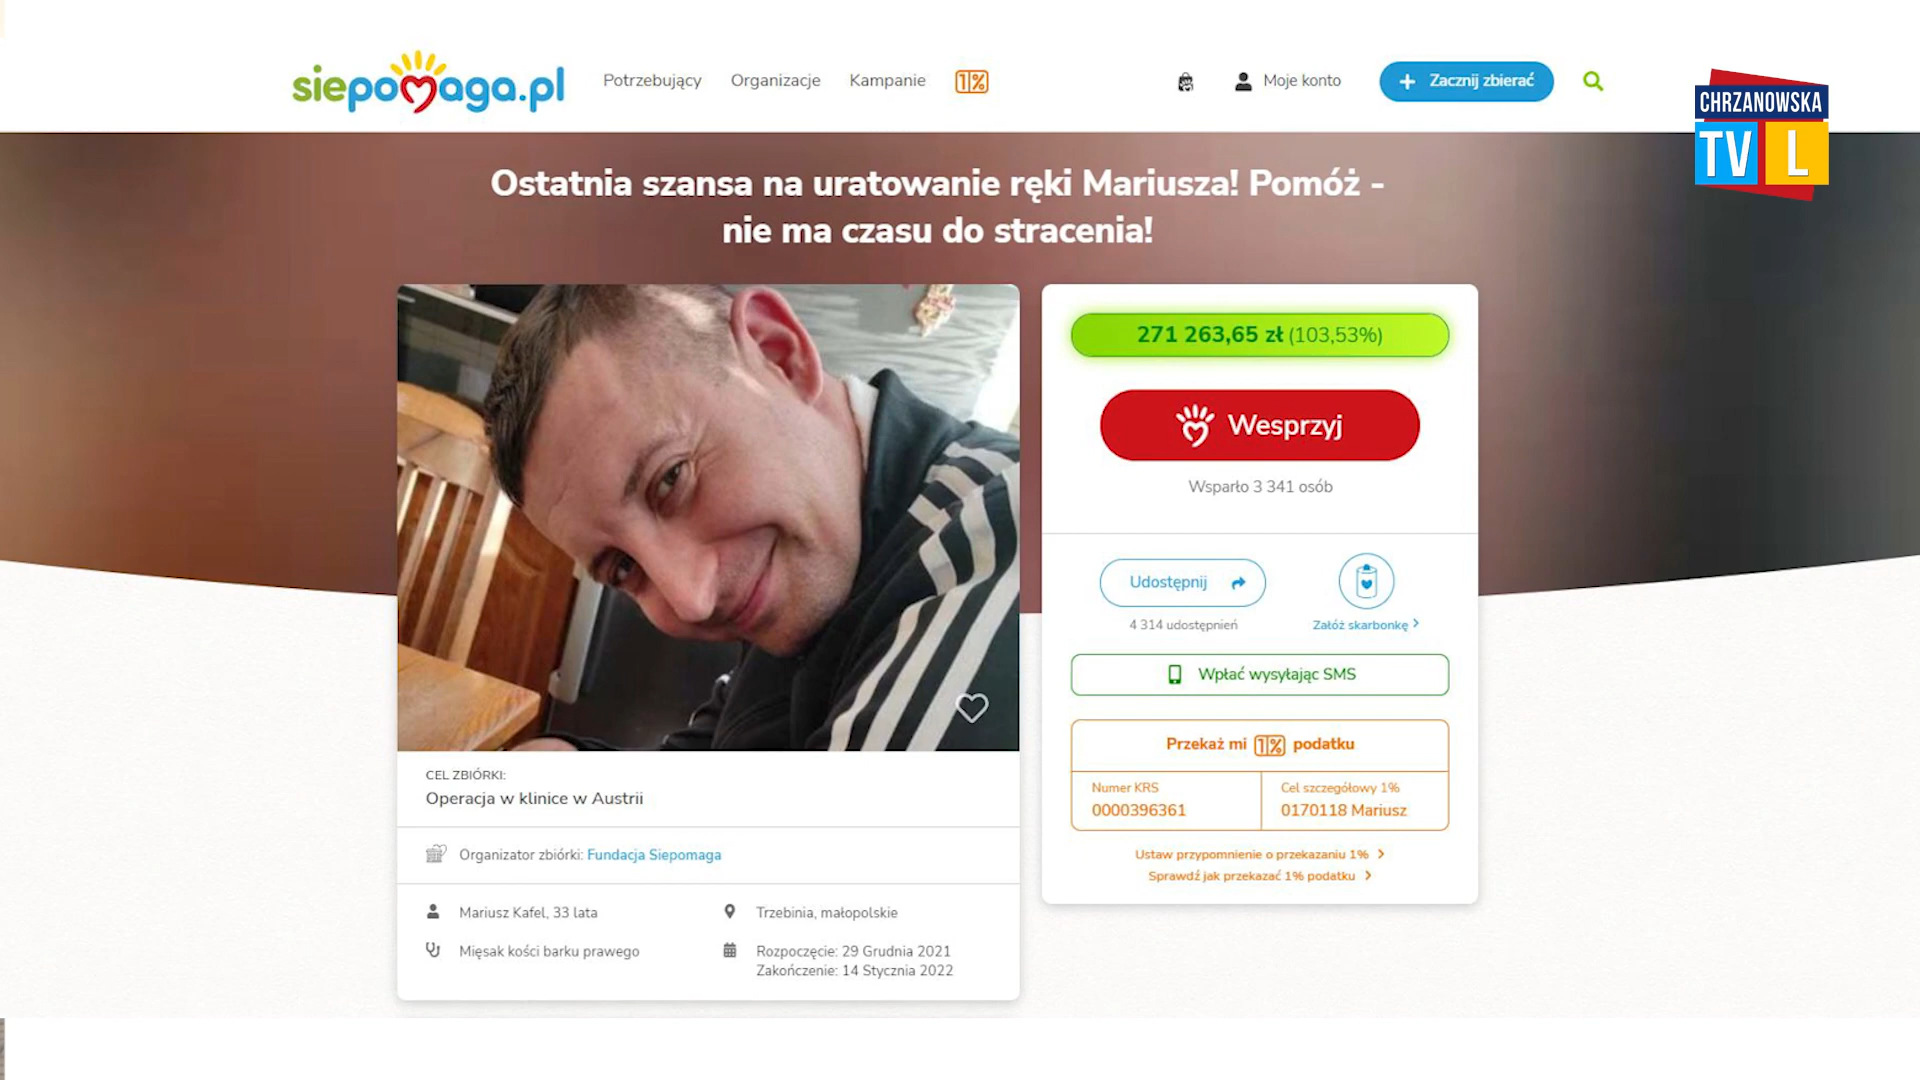 siepomaga.pl
Potrzebujący
Organizacje
Kampanie
1%
Moje konto
+ Zacznij zbierać
CHRZANOWSKA
TV L
Ostatnia szansa na uratowanie ręki Mariusza! Pomóż -
nie ma czasu do stracenia!
271 263,65 zł (103,53%)
Wesprzyj
Wsparło 3 341 osób
Udostępnij
4 314 udostępnień
Załóż skarbonkę >
Wpłać wysyłając SMS
Przekaż mi 1% podatku
Numer KRS
0000396361
Cel szczegółowy 1%
0170118 Mariusz
Ustaw przypomnienie o przekazaniu 1% >
Sprawdź jak przekazać 1% podatku >
CEL ZBIÓRKI:
Operacja w klinice w Austrii
Organizator zbiórki: Fundacja Siepomaga
Mariusz Kafel, 33 lata
Trzebinia, małopolskie
Mięsak kości barku prawego
Rozpoczęcie: 29 Grudnia 2021
Zakończenie: 14 Stycznia 2022